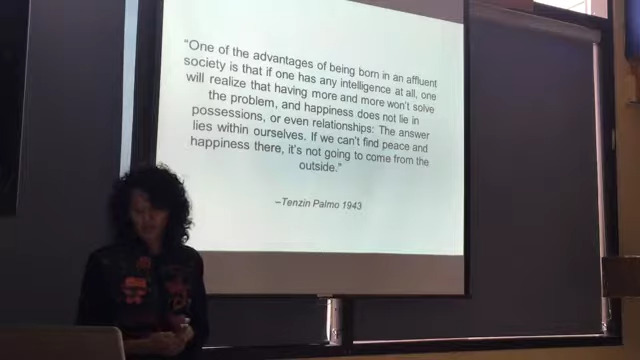 “One of the advantages of being born in an affluent
society is that if one has any intelligence at all, one
will realize that having more and more won’t solve
the problem, and happiness does not lie in
possessions, or even relationships: The answer
lies within ourselves. If we can’t find peace and
happiness there, it’s not going to come from the
outside.”
–Tenzin Palmo 1943